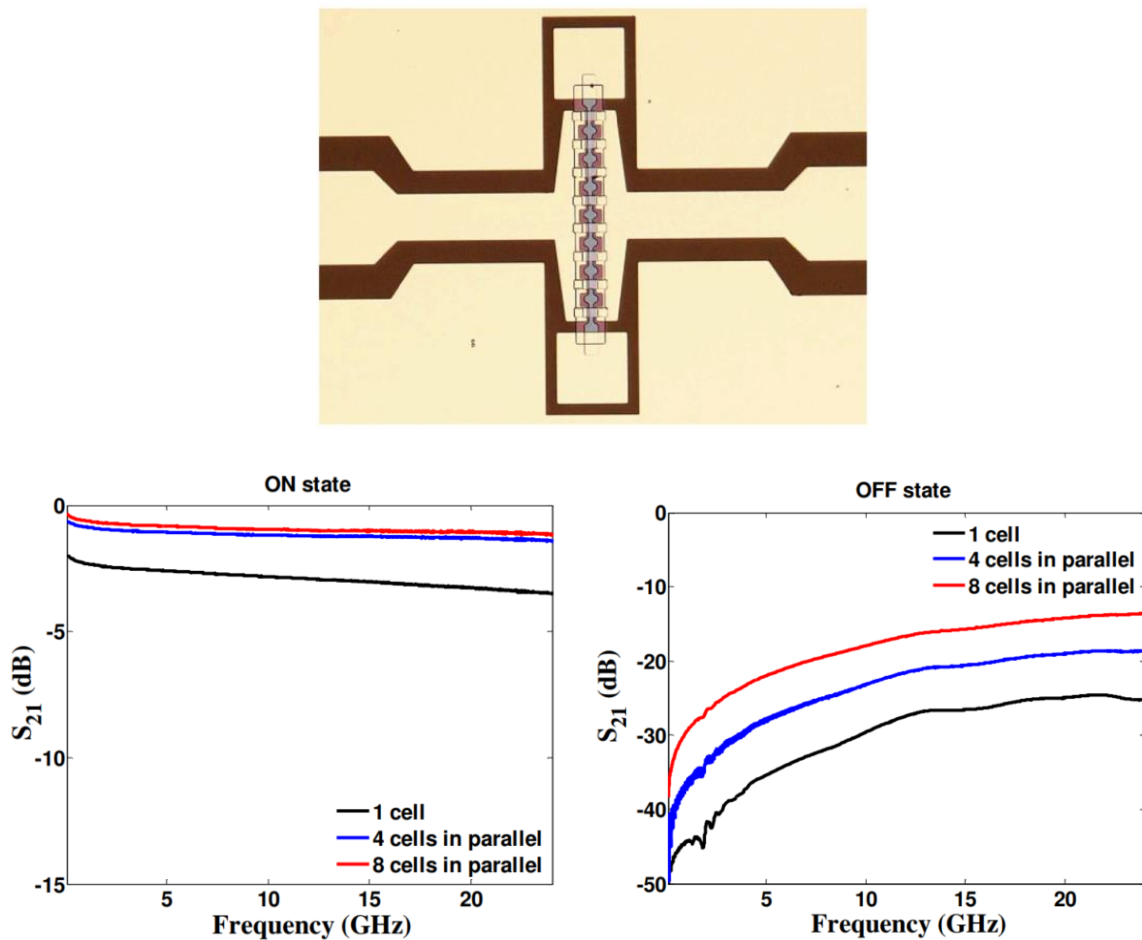 ON state
0
-5
-10
-15
S21 (dB)
5
10
15
20
Frequency (GHz)
1 cell
4 cells in parallel
8 cells in parallel
OFF state
0
-10
-20
-30
-40
-50
S21 (dB)
5
10
15
20
Frequency (GHz)
1 cell
4 cells in parallel
8 cells in parallel